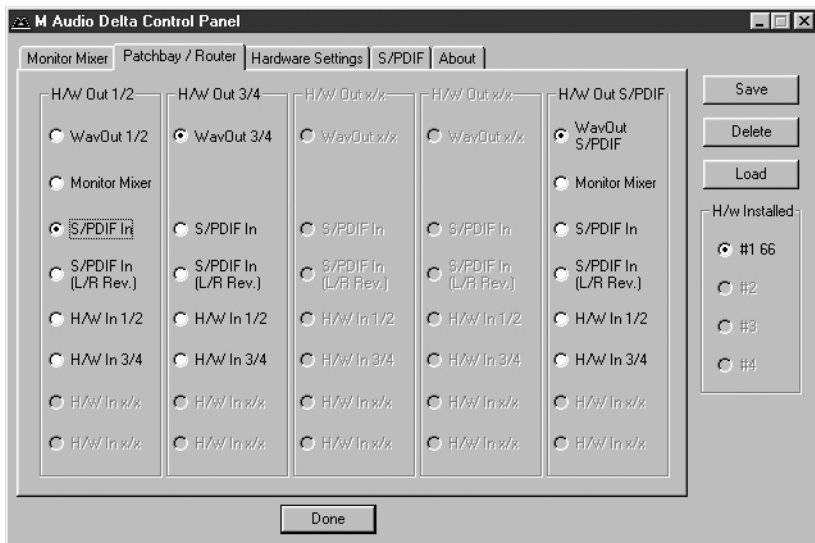 M Audio Delta Control Panel
Monitor Mixer
Patchbay / Router
Hardware Settings
S/PDIF
About
H/W Out 1/2
WavOut 1/2
Monitor Mixer
S/PDIF In
S/PDIF In
(L/R Rev.)
H/W In 1/2
H/W In 3/4
H/W In x/x
H/W In x/x
H/W Out 3/4
WavOut 3/4
S/PDIF In
S/PDIF In
(L/R Rev.)
H/W In 1/2
H/W In 3/4
H/W In x/x
H/W In x/x
H/W Out x/x
WavOut x/x
S/PDIF In
S/PDIF In
(L/R Rev.)
H/W In 1/2
H/W In 3/4
H/W In x/x
H/W In x/x
H/W Out x/x
WavOut x/x
S/PDIF In
S/PDIF In
(L/R Rev.)
H/W In 1/2
H/W In 3/4
H/W In x/x
H/W In x/x
H/W Out S/PDIF
WavOut
S/PDIF
Monitor Mixer
S/PDIF In
S/PDIF In
(L/R Rev.)
H/W In 1/2
H/W In 3/4
H/W In x/x
H/W In x/x
Save
Delete
Load
H/w Installed
#1 66
#2
#3
#4
Done